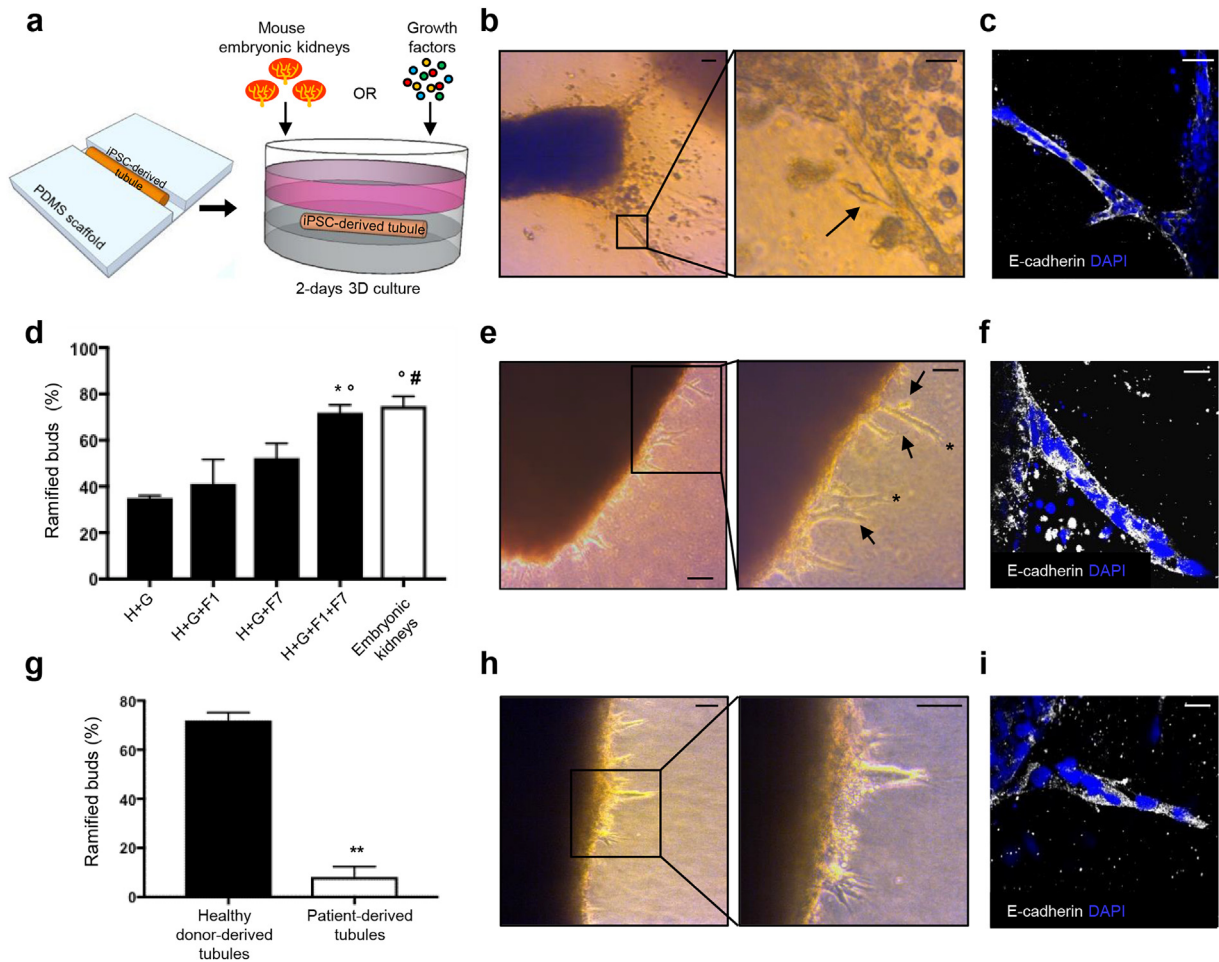 a
Mouse
embryonic kidneys
Growth
factors
OR
iPSC-derived
tubule
PDMS scaffold
iPSC-derived tubule
2-days 3D culture
b
c
E-cadherin DAPI
d
Ramified buds (%)
100
80
60
40
20
0
* °
° #
H+G
H+G+F1
H+G+F7
H+G+F1+F7
Embryonic
kidneys
e
*
*
f
E-cadherin DAPI
g
Ramified buds (%)
80
60
40
20
0
**
Healthy
donor-derived
tubules
Patient-derived
tubules
h
i
E-cadherin DAPI